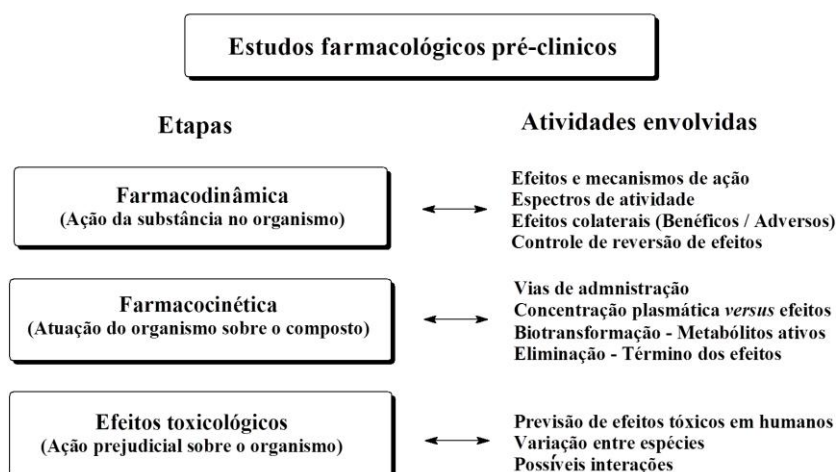 Estudos farmacológicos pré-clinicos
Etapas
Atividades envolvidas
Farmacodinâmica
(Ação da substância no organismo)
Efeitos e mecanismos de ação
Espectros de atividade
Efeitos colaterais (Benéficos / Adversos)
Controle de reversão de efeitos
Farmacocinética
(Atuação do organismo sobre o composto)
Vias de admnistração
Concentração plasmática versus efeitos
Biotransformação - Metabólitos ativos
Eliminação - Término dos efeitos
Efeitos toxicológicos
(Ação prejudicial sobre o organismo)
Previsão de efeitos tóxicos em humanos
Variação entre espécies
Possíveis interações